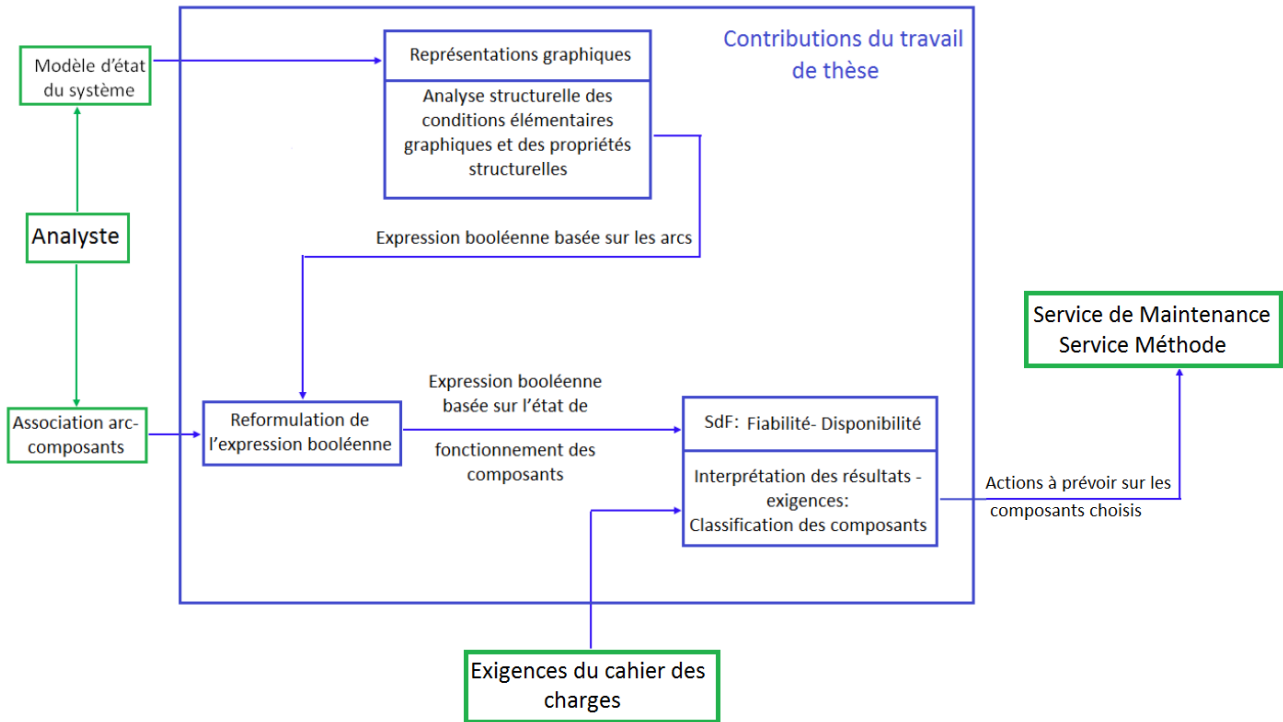 Contributions du travail
de thèse
Modèle d'état
du système
Représentations graphiques
Analyse structurelle des
conditions élémentaires
graphiques et des propriétés
structurelles
Analyste
Expression booléenne basée sur les arcs
Association arc-
composants
Reformulation de
l'expression booléenne
Expression booléenne
basée sur l'état de
fonctionnement des
composants
SdF: Fiabilité- Disponibilité
Interprétation des résultats -
exigences:
Classification des composants
Actions à prévoir sur les
composants choisis
Service de Maintenance
Service Méthode
Exigences du cahier des
charges